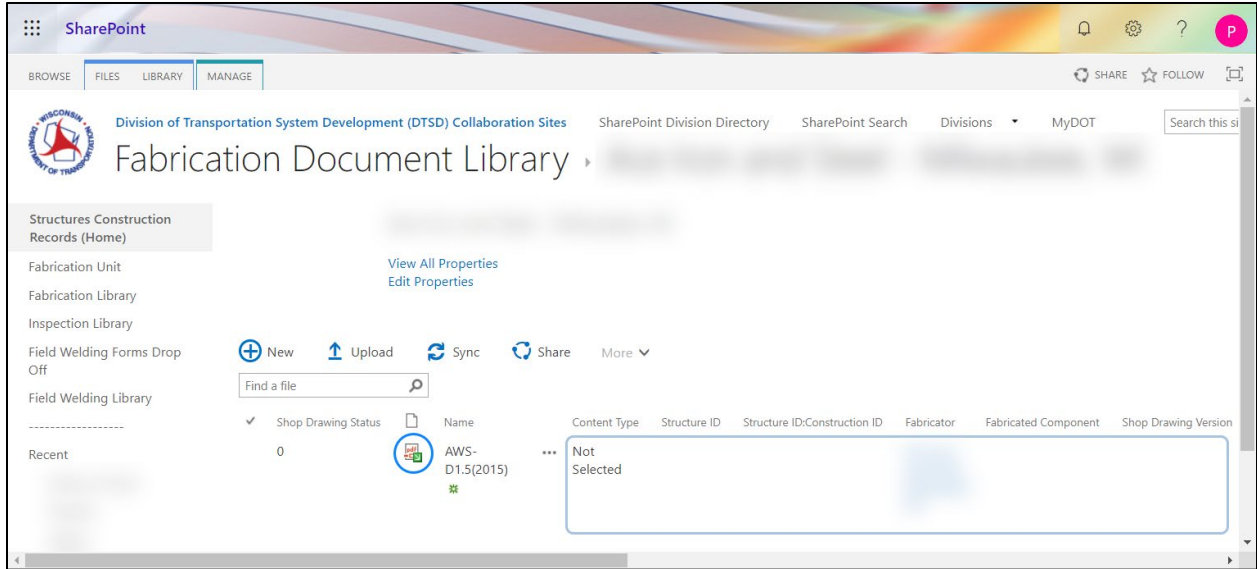 SharePoint
?
P
BROWSE FILES LIBRARY MANAGE
SHARE FOLLOW
WISCONSIN
DEPARTMENT OF TRANSPORTATION
Division of Transportation System Development (DTSD) Collaboration Sites SharePoint Division Directory SharePoint Search Divisions MyDOT
Search this si
Fabrication Document Library
Structures Construction
Records (Home)
Fabrication Unit
Fabrication Library
Inspection Library
Field Welding Forms Drop
Off
Field Welding Library
------------------
Recent
View All Properties
Edit Properties
New Upload Sync Share More
Find a file
Shop Drawing Status Name Content Type Structure ID Structure ID:Construction ID Fabricator Fabricated Component Shop Drawing Version
0 pdf AWS- ... Not
D1.5(2015) Selected